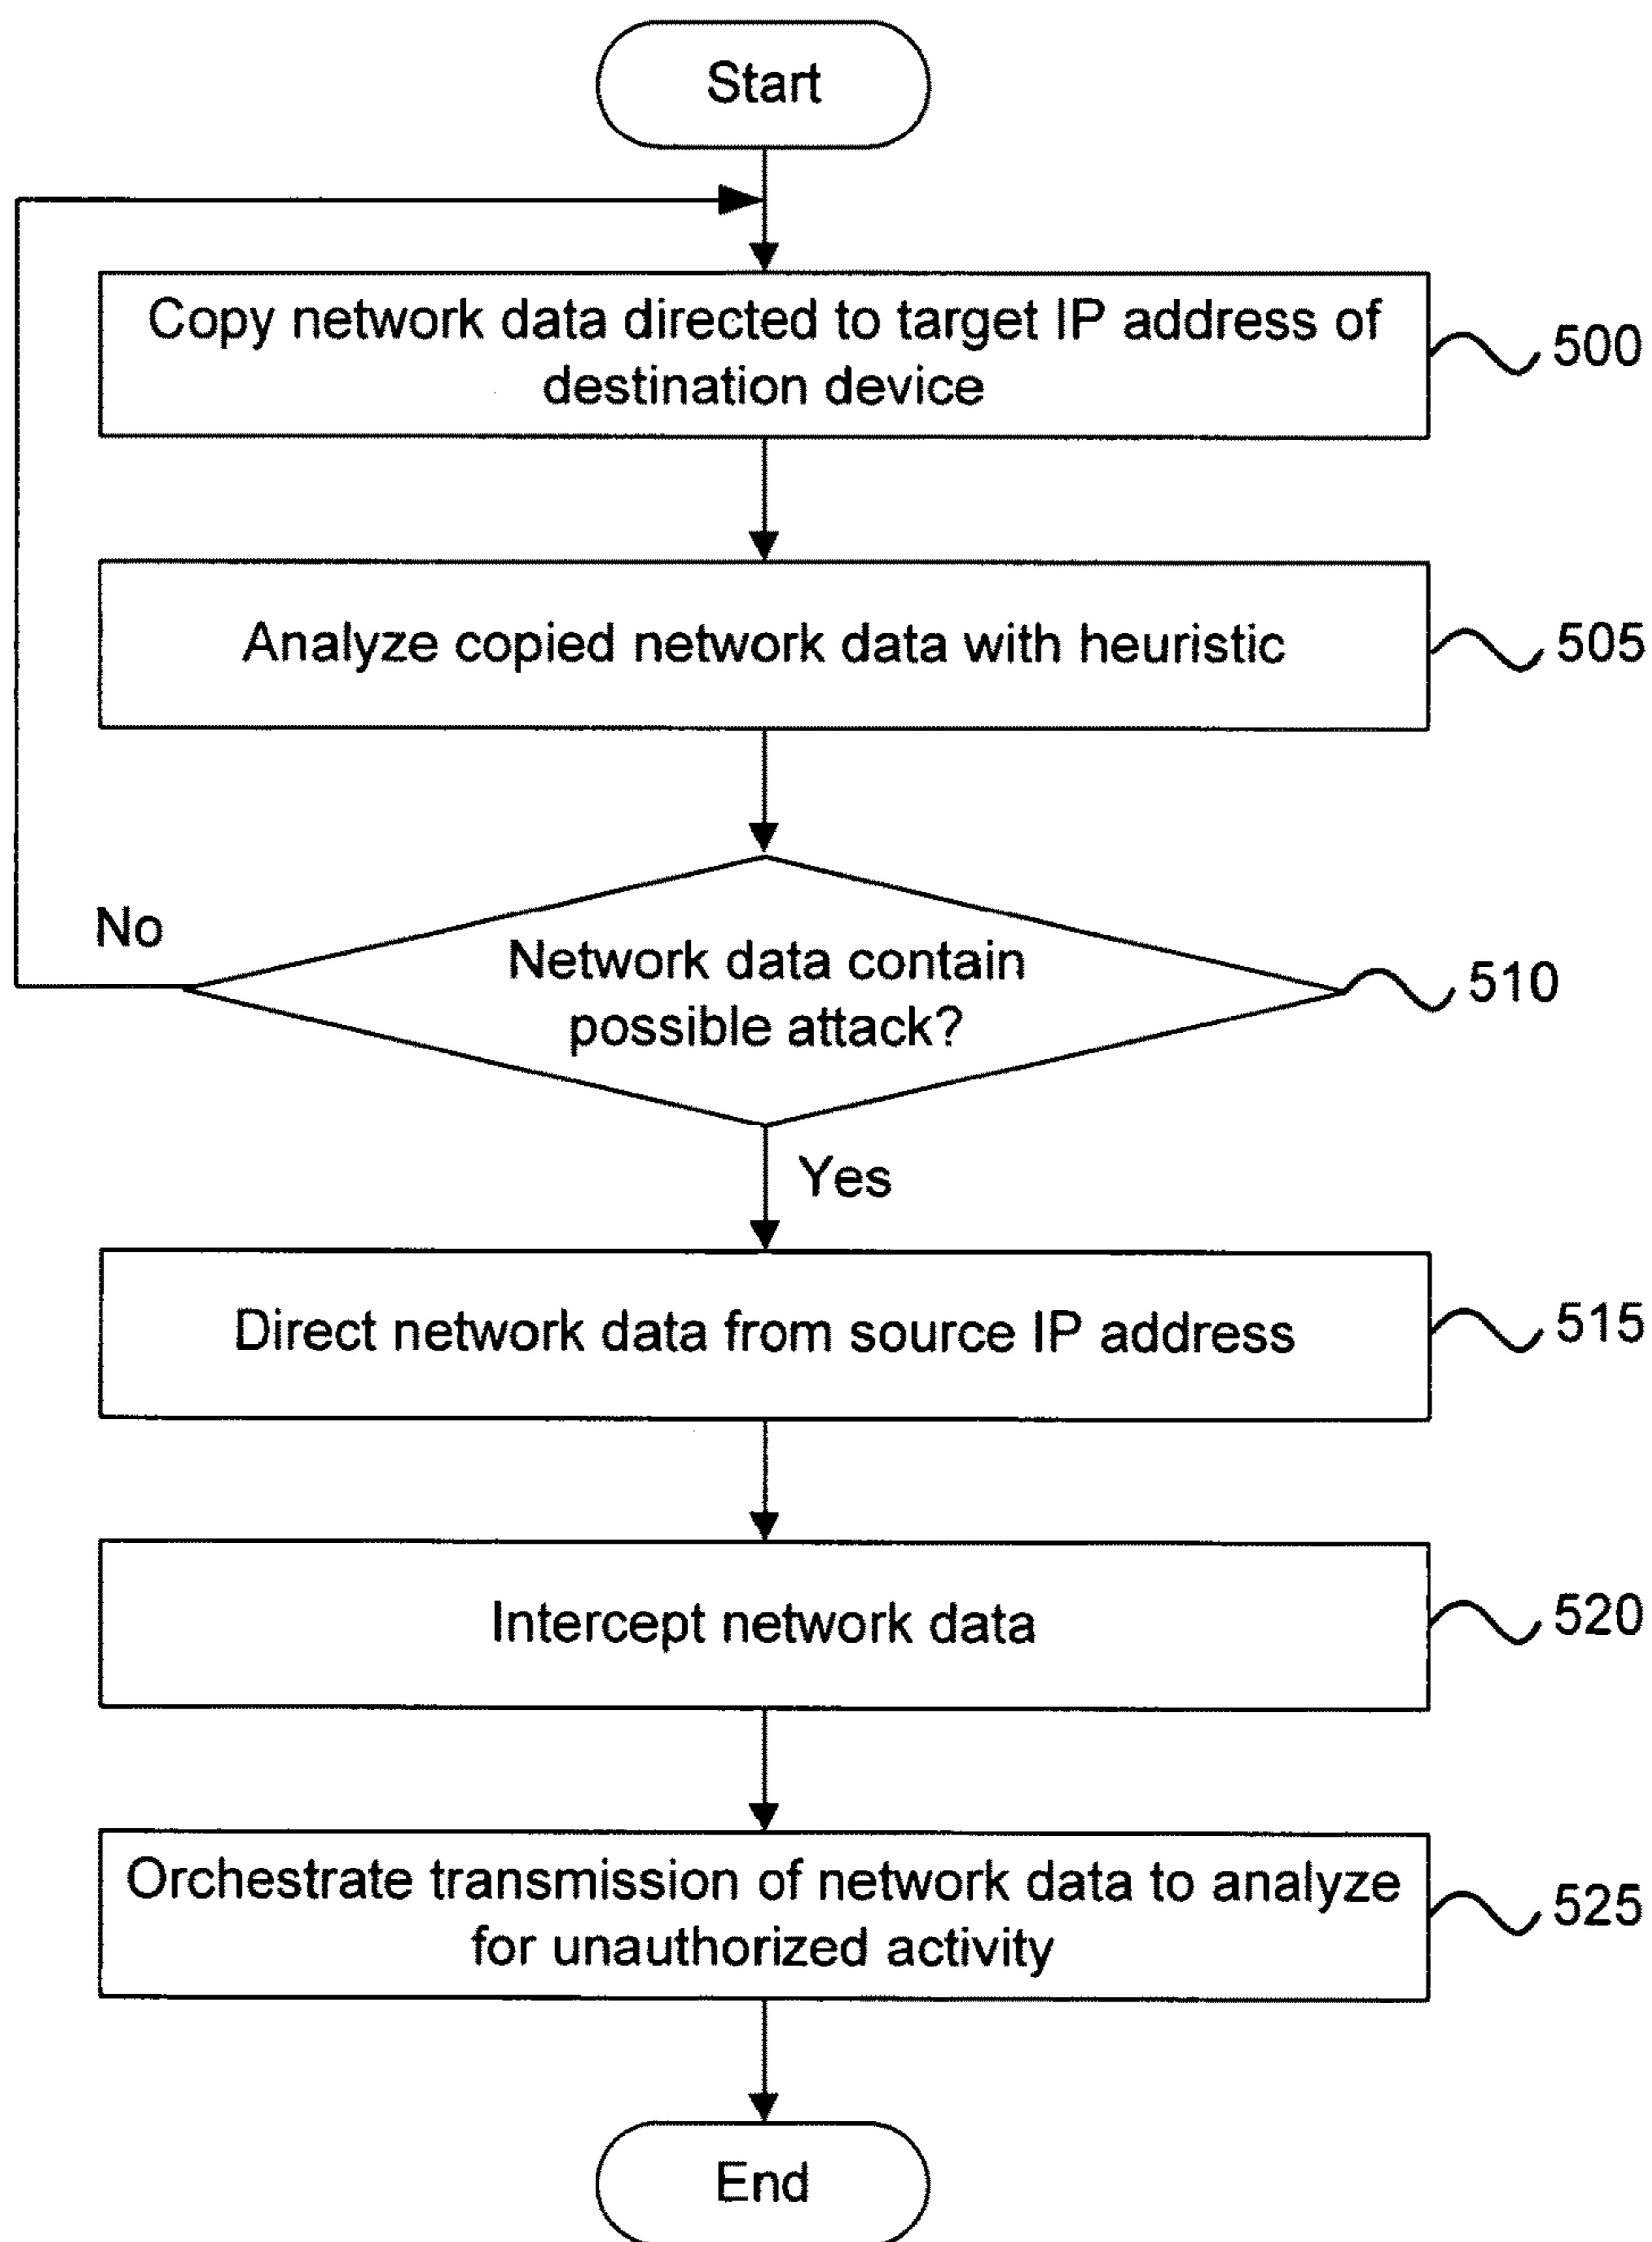 Start
Copy network data directed to target IP address of
destination device
500
Analyze copied network data with heuristic
505
No
Network data contain
possible attack?
510
Yes
Direct network data from source IP address
515
Intercept network data
520
Orchestrate transmission of network data to analyze
for unauthorized activity
525
End